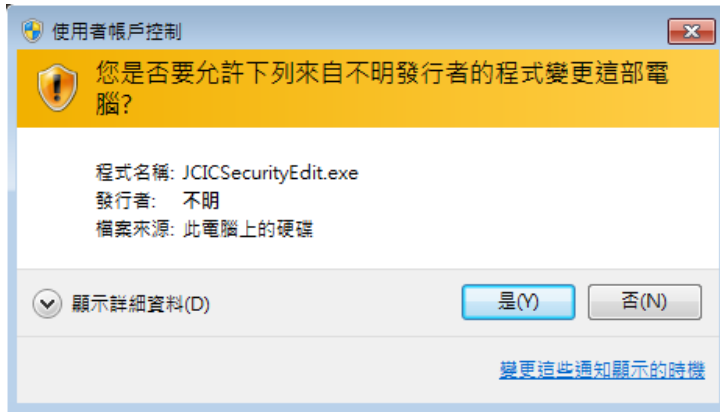 使用者帳戶控制
您是否要允許下列來自不明發行者的程式變更這部電
腦?
程式名稱: JCICSecurityEdit.exe
發行者: 不明
檔案來源: 此電腦上的硬碟
顯示詳細資料(D)
是(Y)
否(N)
變更這些通知顯示的時機